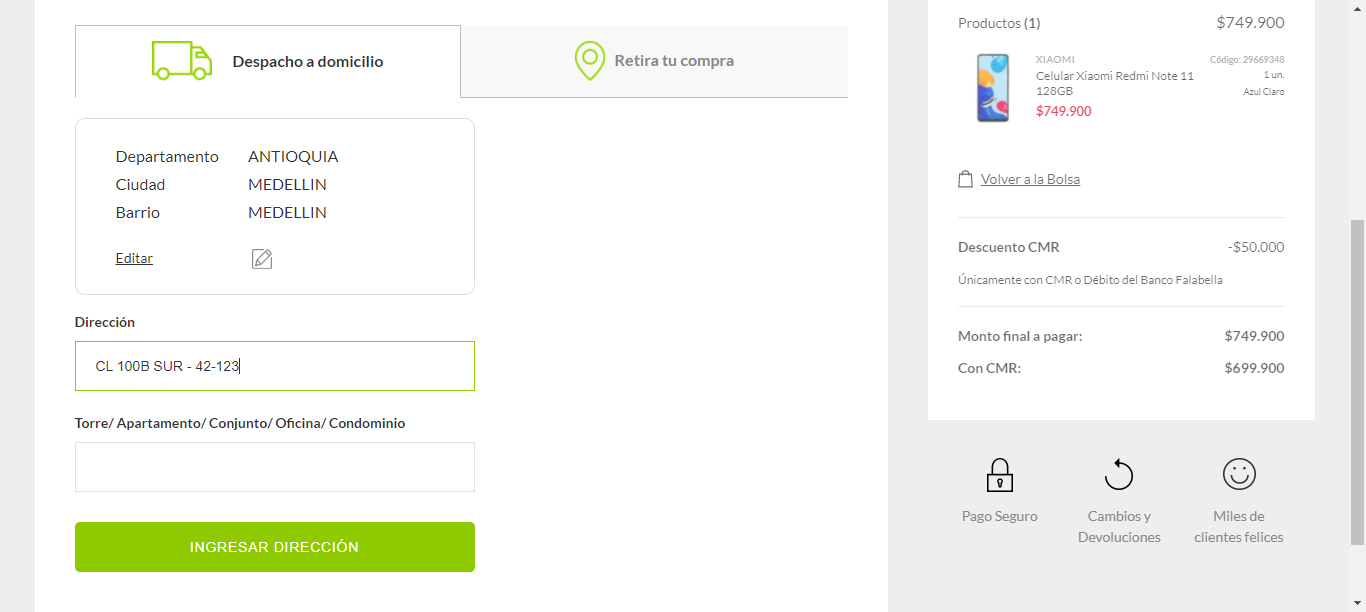 Despacho a domicilio
Retira tu compra
Departamento ANTIOQUIA
Ciudad MEDELLIN
Barrio MEDELLIN
Editar
Dirección
CL 100B SUR - 42-123
Torre/ Apartamento/ Conjunto/ Oficina/ Condominio
INGRESAR DIRECCIÓN
Productos (1) $749.900
XIAOMI Código: 29669348
Celular Xiaomi Redmi Note 11 1 un.
128GB Azul Claro
$749.900
Volver a la Bolsa
Descuento CMR -$50.000
Únicamente con CMR o Débito del Banco Falabella
Monto final a pagar: $749.900
Con CMR: $699.900
Pago Seguro
Cambios y
Devoluciones
Miles de
clientes felices